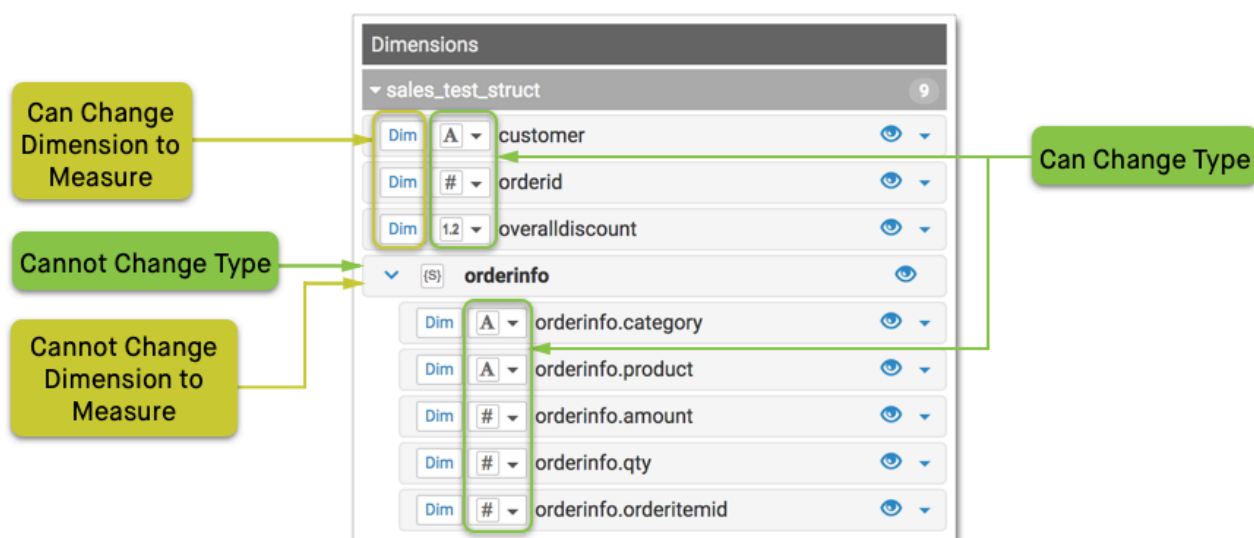 Dimensions
sales_test_struct 9
Can Change
Dimension to
Measure
Dim A customer
Can Change Type
Dim # orderid
Dim 1.2 overalldiscount
Cannot Change Type
{S} orderinfo
Cannot Change
Dimension to
Measure
Dim A orderinfo.category
Dim A orderinfo.product
Dim # orderinfo.amount
Dim # orderinfo.qty
Dim # orderinfo.orderitemid